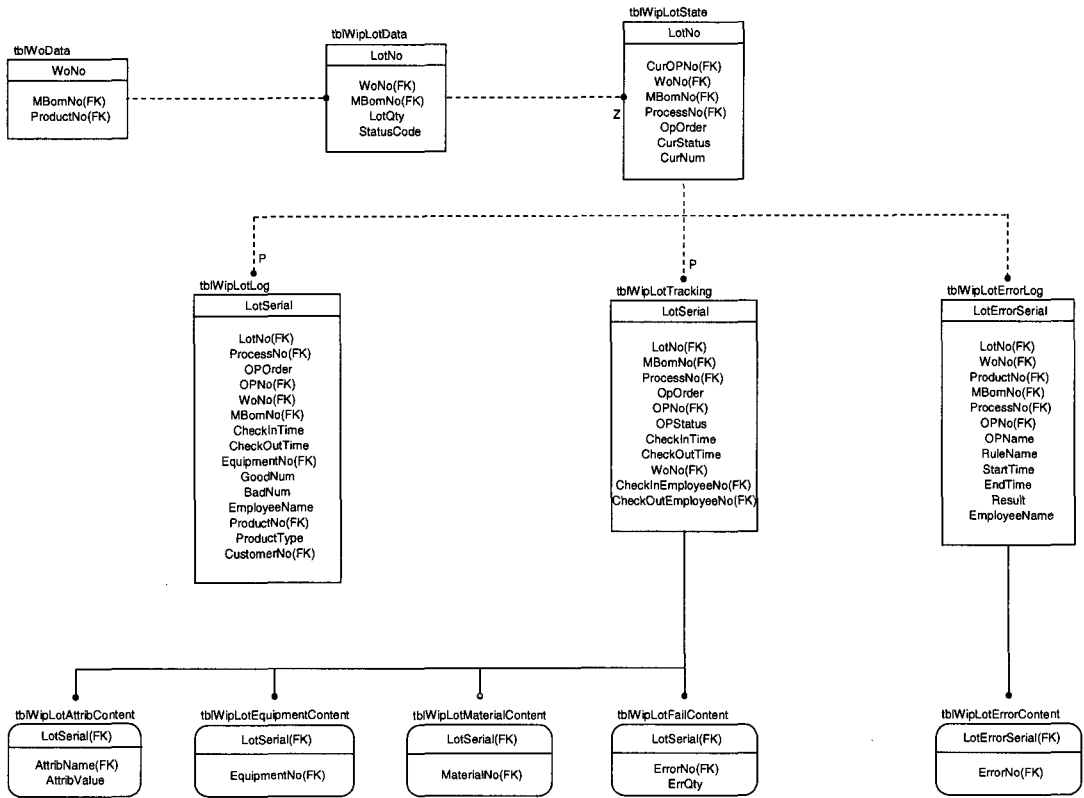 tblWoData
WoNo
MBomNo(FK)
ProductNo(FK)
tblWipLotData
LotNo
WoNo(FK)
MBomNo(FK)
LotQty
StatusCode
tblWipLotState
LotNo
CurOPNo(FK)
WoNo(FK)
MBomNo(FK)
ProcessNo(FK)
OpOrder
CurStatus
CurNum
Z
P
P
tblWipLotLog
LotSerial
LotNo(FK)
ProcessNo(FK)
OPOrder
OPNo(FK)
WoNo(FK)
MBomNo(FK)
CheckInTime
CheckOutTime
EquipmentNo(FK)
GoodNum
BadNum
EmployeeName
ProductNo(FK)
ProductType
CustomerNo(FK)
tblWipLotTracking
LotSerial
LotNo(FK)
MBomNo(FK)
ProcessNo(FK)
OpOrder
OPNo(FK)
OPStatus
CheckInTime
CheckOutTime
WoNo(FK)
CheckInEmployeeNo(FK)
CheckOutEmployeeNo(FK)
tblWipLotErrorLog
LotErrorSerial
LotNo(FK)
WoNo(FK)
ProductNo(FK)
MBomNo(FK)
ProcessNo(FK)
OPNo(FK)
OPName
RuleName
StartTime
EndTime
Result
EmployeeName
tblWipLotAttribContent
LotSerial(FK)
AttribName(FK)
AttribValue
tblWipLotEquipmentContent
LotSerial(FK)
EquipmentNo(FK)
tblWipLotMaterialContent
LotSerial(FK)
MaterialNo(FK)
tblWipLotFailContent
LotSerial(FK)
ErrorNo(FK)
ErrQty
tblWipLotErrorContent
LotErrorSerial(FK)
ErrorNo(FK)